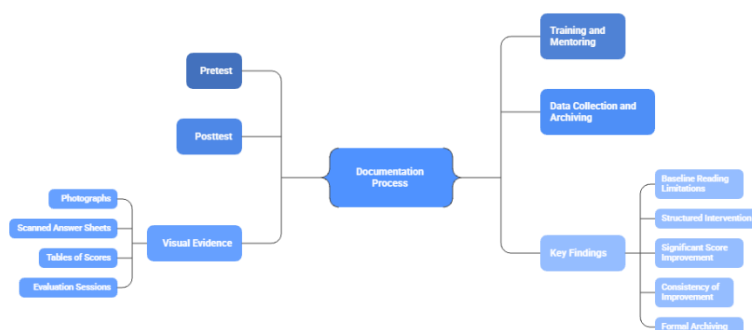 Training and
Mentoring
Pretest
Data Collection and
Archiving
Posttest
Documentation
Process
Baseline Reading
Limitations
Photographs
Structured Intervention
Scanned Answer Sheets
Visual Evidence
Key Findings
Significant Score
Improvement
Tables of Scores
Evaluation Sessions
Consistency of
Improvement
Formal Archiving